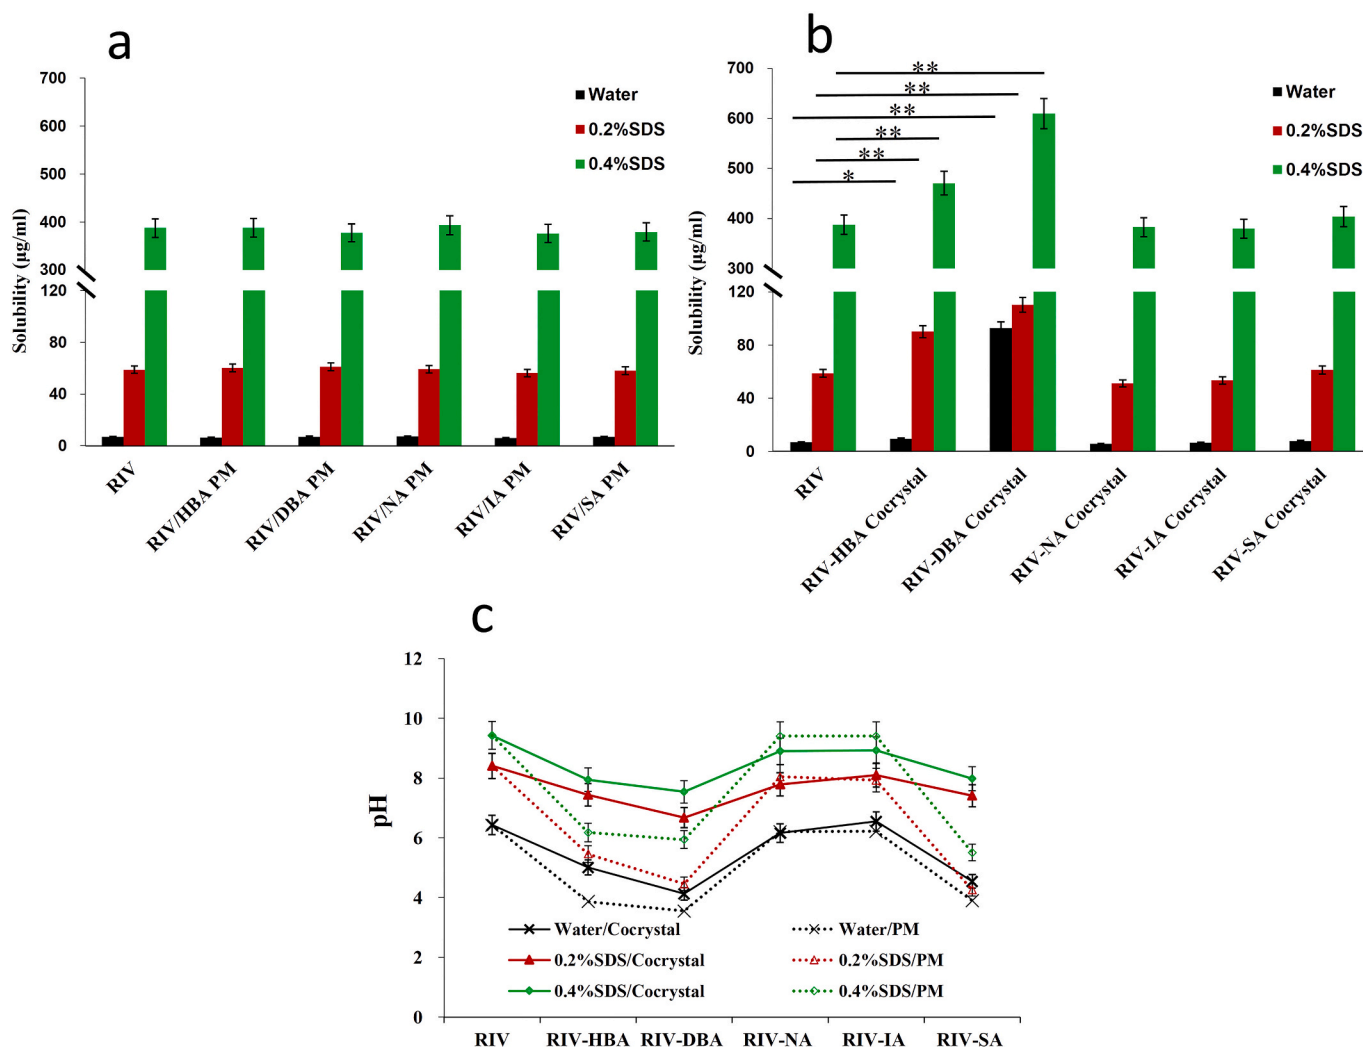 a
Solubility (µg/ml)
700
600
500
400
300
120
80
40
0
Water
0.2%SDS
0.4%SDS
RIV
RIV/HBA PM
RIV/DBA PM
RIV/NA PM
RIV/IA PM
RIV/SA PM
b
Solubility (µg/ml)
700
600
500
400
300
120
80
40
0
**
**
**
**
**
*
Water
0.2%SDS
0.4%SDS
RIV
RIV-HBA Cocrystal
RIV-DBA Cocrystal
RIV-NA Cocrystal
RIV-IA Cocrystal
RIV-SA Cocrystal
c
pH
12
10
8
6
4
2
0
Water/Cocrystal
Water/PM
0.2%SDS/Cocrystal
0.2%SDS/PM
0.4%SDS/Cocrystal
0.4%SDS/PM
RIV
RIV-HBA
RIV-DBA
RIV-NA
RIV-IA
RIV-SA